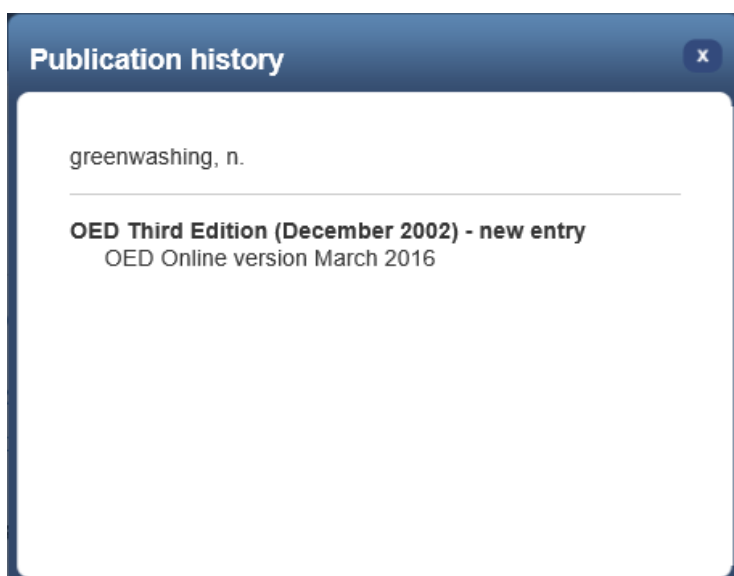 Publication history
x
greenwashing, n.
OED Third Edition (December 2002) - new entry
OED Online version March 2016